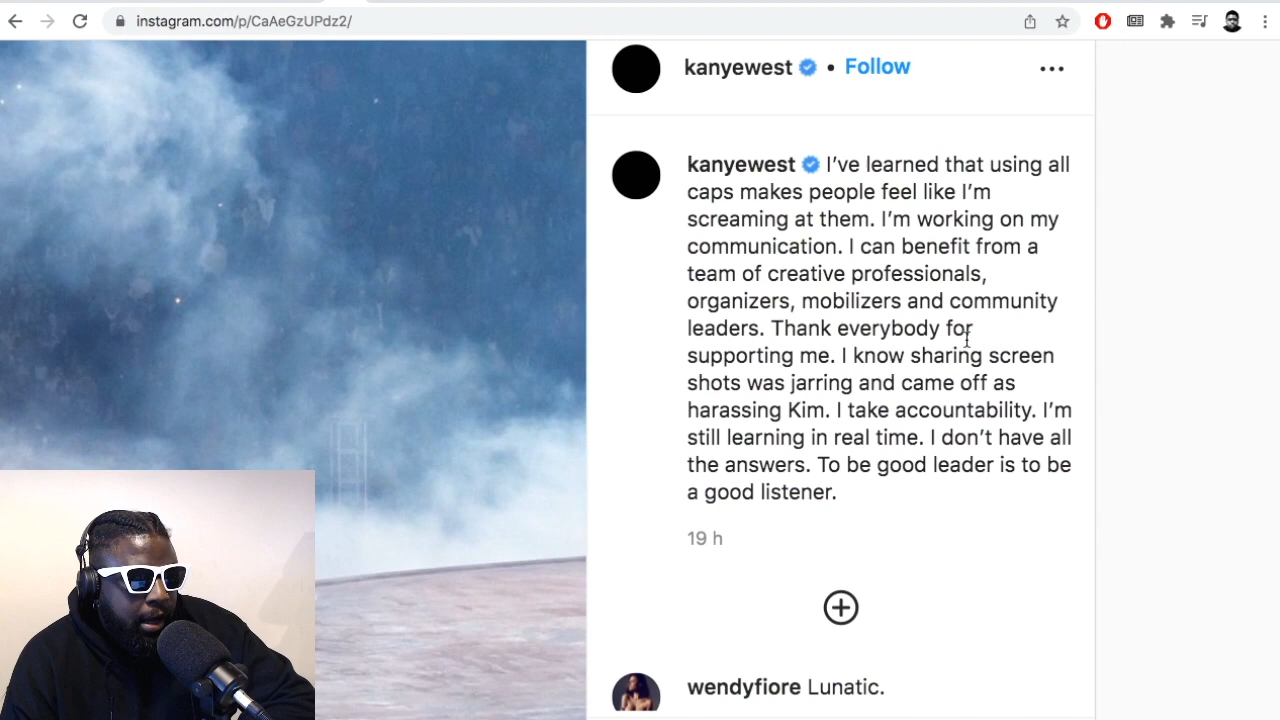 instagram.com/p/CaAeGzUPdz2/
kanyewest • Follow
kanyewest I’ve learned that using all
caps makes people feel like I’m
screaming at them. I’m working on my
communication. I can benefit from a
team of creative professionals,
organizers, mobilizers and community
leaders. Thank everybody for
supporting me. I know sharing screen
shots was jarring and came off as
harassing Kim. I take accountability. I’m
still learning in real time. I don’t have all
the answers. To be good leader is to be
a good listener.
19 h
wendyfiore Lunatic.